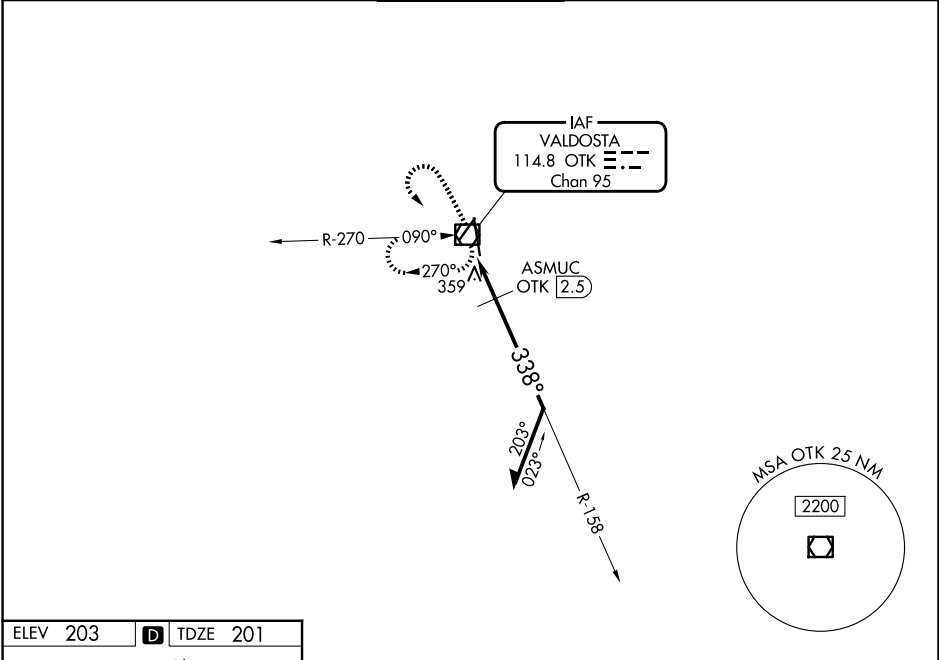 IAF
VALDOSTA
114.8 OTK
Chan 95
R-270
090°
270°
359
ASMUC
OTK 2.5
338°
203°
023°
R-158
MSA OTK 25 NM
2200
ELEV 203 D TDZE 201